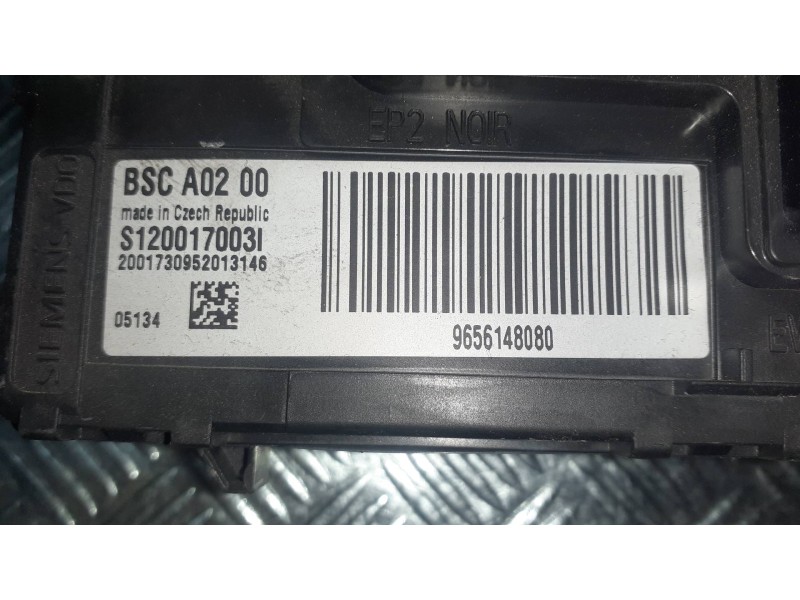 EP2 NOIR
SIEMENS VDO
BSC A02 00
made in Czech Republic
S120017003I
2001730952013146
05134
9656148080